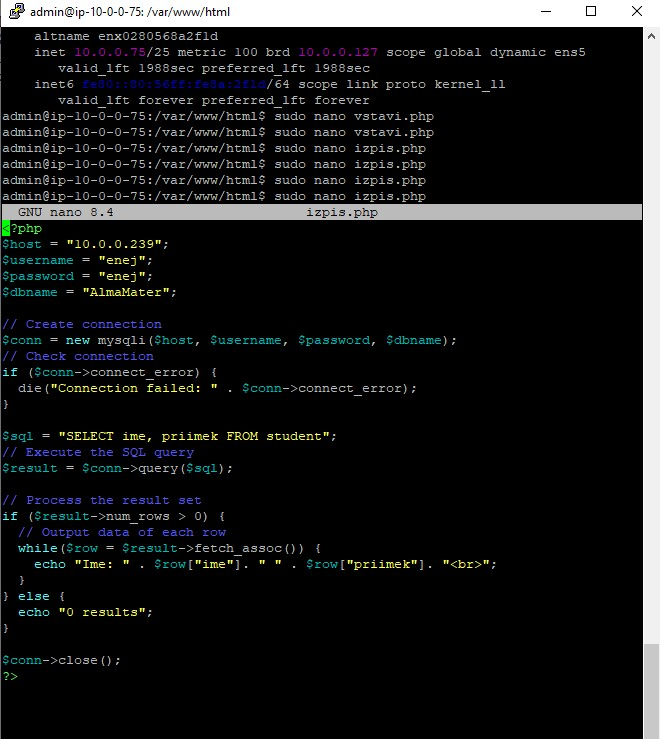 admin@ip-10-0-0-75: /var/www/html
altname enx0280568a2f1d
inet 10.0.0.75/25 metric 100 brd 10.0.0.127 scope global dynamic ens5
valid_lft 1988sec preferred_lft 1988sec
inet6 fe80::80:56ff:fe8a:2f1d/64 scope link proto kernel_ll
valid_lft forever preferred_lft forever
admin@ip-10-0-0-75:/var/www/html$ sudo nano vstavi.php
admin@ip-10-0-0-75:/var/www/html$ sudo nano vstavi.php
admin@ip-10-0-0-75:/var/www/html$ sudo nano izpis.php
admin@ip-10-0-0-75:/var/www/html$ sudo nano izpis.php
admin@ip-10-0-0-75:/var/www/html$ sudo nano izpis.php
admin@ip-10-0-0-75:/var/www/html$ sudo nano izpis.php
GNU nano 8.4 izpis.php
<?php
$host = "10.0.0.239";
$username = "enej";
$password = "enej";
$dbname = "AlmaMater";
// Create connection
$conn = new mysqli($host, $username, $password, $dbname);
// Check connection
if ($conn->connect_error) {
die("Connection failed: " . $conn->connect_error);
}
$sql = "SELECT ime, priimek FROM student";
// Execute the SQL query
$result = $conn->query($sql);
// Process the result set
if ($result->num_rows > 0) {
// Output data of each row
while($row = $result->fetch_assoc()) {
echo "Ime: " . $row["ime"]. " " . $row["priimek"]. "<br>";
}
} else {
echo "0 results";
}
$conn->close();
?>